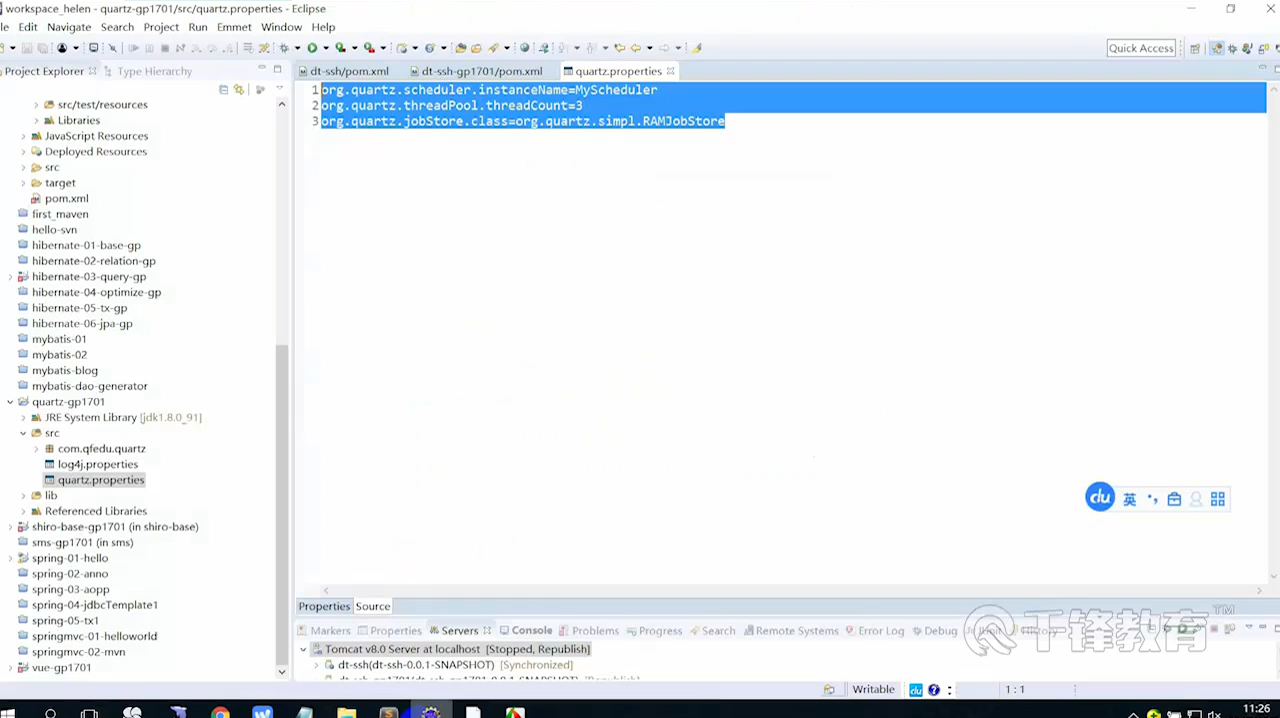 workspace_helen - quartz-gp1701/src/quartz.properties - Eclipse
Edit Navigate Search Project Run Emmet Window Help
Quick Access
Project Explorer Type Hierarchy
dt-ssh/pom.xml dt-ssh-gp1701/pom.xml quartz.properties
1 org.quartz.scheduler.instanceName=MyScheduler
2 org.quartz.threadPool.threadCount=3
3 org.quartz.jobStore.class=org.quartz.simpl.RAMJobStore
src/test/resources
Libraries
JavaScript Resources
Deployed Resources
src
target
pom.xml
first_maven
hello-svn
hibernate-01-base-gp
hibernate-02-relation-gp
hibernate-03-query-gp
hibernate-04-optimize-gp
hibernate-05-tx-gp
hibernate-06-jpa-gp
mybatis-01
mybatis-02
mybatis-blog
mybatis-dao-generator
quartz-gp1701
JRE System Library [jdk1.8.0_91]
src
com.qfedu.quartz
log4j.properties
quartz.properties
lib
Referenced Libraries
shiro-base-gp1701 (in shiro-base)
sms-gp1701 (in sms)
spring-01-hello
spring-02-anno
spring-03-aopp
spring-04-jdbcTemplate1
spring-05-tx1
springmvc-01-helloworld
springmvc-02-mvn
vue-gp1701
du 英
Properties Source
千锋教育 TM
Markers Properties Servers Console Problems Progress Search Remote Systems Error Log Debug
Tomcat v8.0 Server at localhost [Stopped, Republish]
dt-ssh(dt-ssh-0.0.1-SNAPSHOT) [Synchronized]
Writable du 1 : 1
11:26